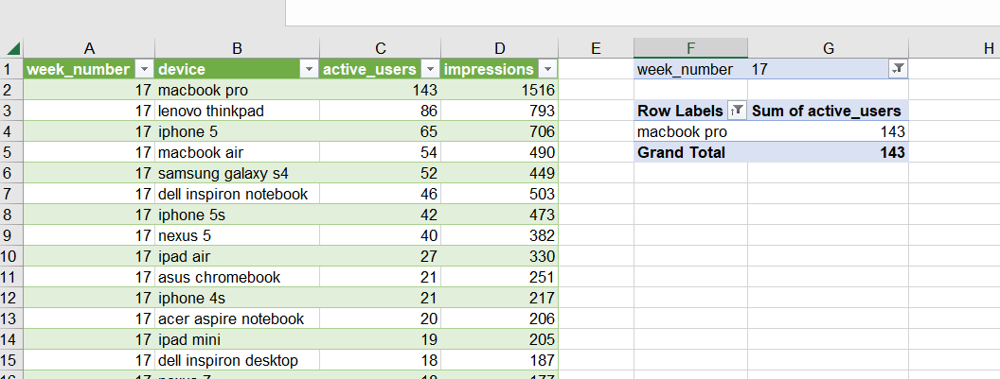 A B C D E F G H
1 week_number device active_users impressions week_number 17
2 17 macbook pro 143 1516
3 17 lenovo thinkpad 86 793 Row Labels Sum of active_users
4 17 iphone 5 65 706 macbook pro 143
5 17 macbook air 54 490 Grand Total 143
6 17 samsung galaxy s4 52 449
7 17 dell inspiron notebook 46 503
8 17 iphone 5s 42 473
9 17 nexus 5 40 382
10 17 ipad air 27 330
11 17 asus chromebook 21 251
12 17 iphone 4s 21 217
13 17 acer aspire notebook 20 206
14 17 ipad mini 19 205
15 17 dell inspiron desktop 18 187